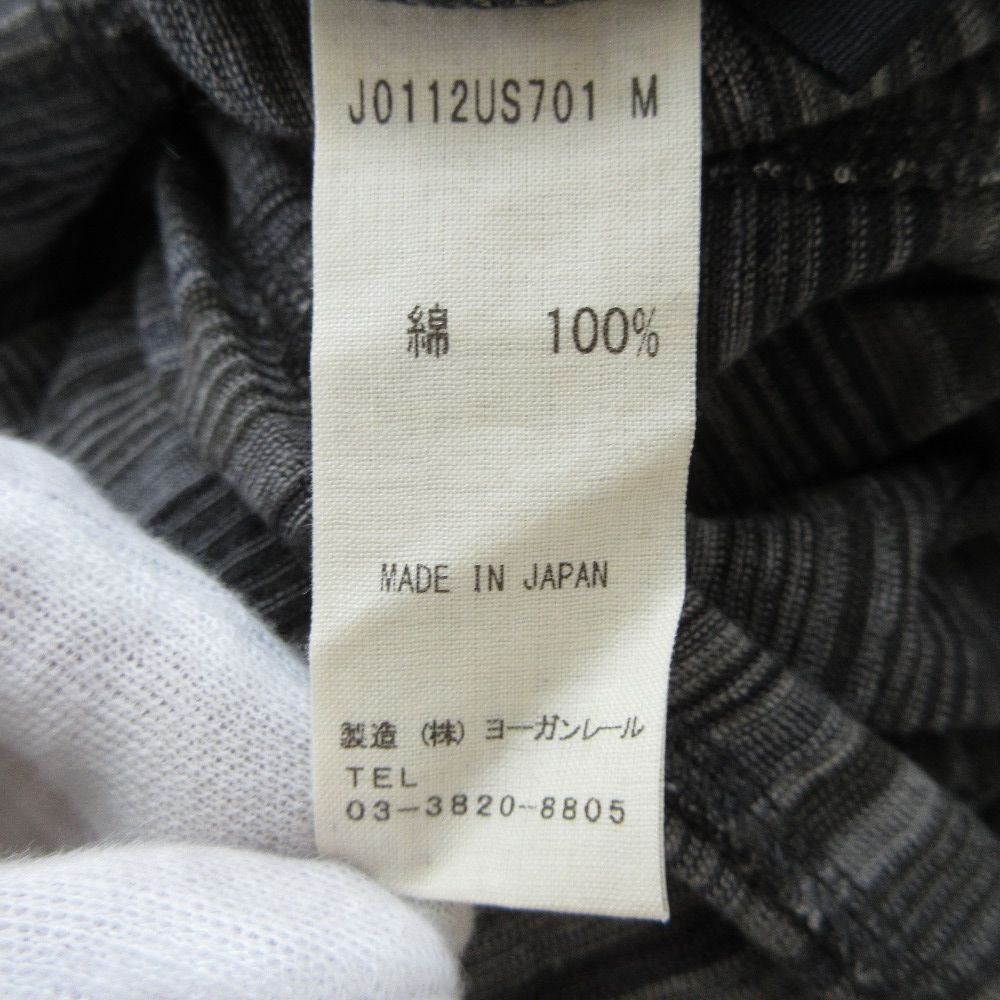 J0112US701 M
綿 100%
MADE IN JAPAN
製造 (株) ヨーガンレール
TEL
03-3820-8805